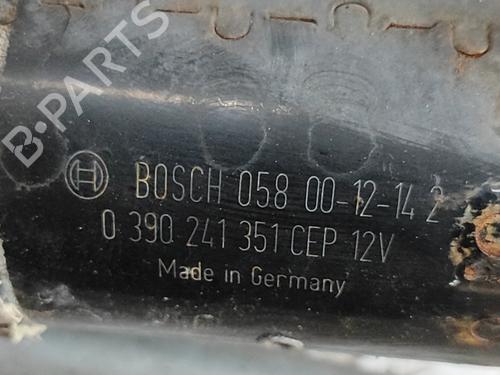 B-PARTS
BOSCH 058 00-12-14 2
0 390 241 351 CEP 12V
Made in Germany